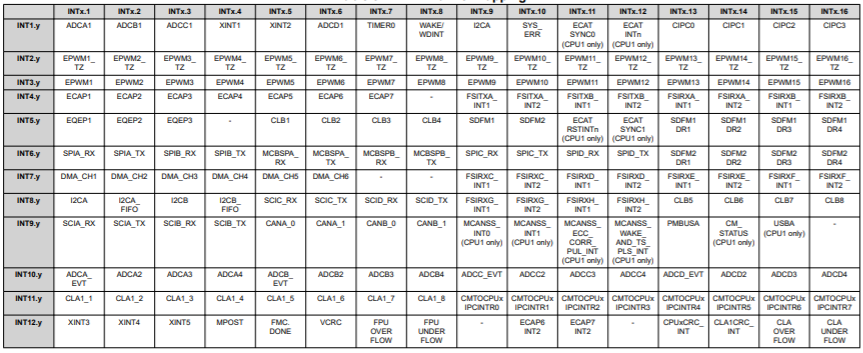 INTx.1 INTx.2 INTx.3 INTx.4 INTx.5 INTx.6 INTx.7 INTx.8 INTx.9 INTx.10 INTx.11 INTx.12 INTx.13 INTx.14 INTx.15 INTx.16
INT1.y ADCA1 ADCB1 ADCC1 XINT1 XINT2 ADCD1 TIMER0 WAKE/ WDINT I2CA SYS_ ERR ECAT SYNC0 (CPU1 only) ECAT INTn (CPU1 only) CIPC0 CIPC1 CIPC2 CIPC3
INT2.y EPWM1_ TZ EPWM2_ TZ EPWM3_ TZ EPWM4_ TZ EPWM5_ TZ EPWM6_ TZ EPWM7_ TZ EPWM8_ TZ EPWM9_ TZ EPWM10_ TZ EPWM11_ TZ EPWM12_ TZ EPWM13_ TZ EPWM14_ TZ EPWM15_ TZ EPWM16_ TZ
INT3.y EPWM1 EPWM2 EPWM3 EPWM4 EPWM5 EPWM6 EPWM7 EPWM8 EPWM9 EPWM10 EPWM11 EPWM12 EPWM13 EPWM14 EPWM15 EPWM16
INT4.y ECAP1 ECAP2 ECAP3 ECAP4 ECAP5 ECAP6 ECAP7 - FSITXA_ INT1 FSITXA_ INT2 FSITXB_ INT1 FSITXB_ INT2 FSIRXA_ INT1 FSIRXA_ INT2 FSIRXB_ INT1 FSIRXB_ INT2
INT5.y EQEP1 EQEP2 EQEP3 - CLB1 CLB2 CLB3 CLB4 SDFM1 SDFM2 ECAT RSTINTn (CPU1 only) ECAT SYNC1 (CPU1 only) SDFM1 DR1 SDFM1 DR2 SDFM1 DR3 SDFM1 DR4
INT6.y SPIA_RX SPIA_TX SPIB_RX SPIB_TX MCBSPA_ RX MCBSPA_ TX MCBSPB_ RX MCBSPB_ TX SPIC_RX SPIC_TX SPID_RX SPID_TX SDFM2 DR1 SDFM2 DR2 SDFM2 DR3 SDFM2 DR4
INT7.y DMA_CH1 DMA_CH2 DMA_CH3 DMA_CH4 DMA_CH5 DMA_CH6 - - FSIRXC_ INT1 FSIRXC_ INT2 FSIRXD_ INT1 FSIRXD_ INT2 FSIRXE_ INT1 FSIRXE_ INT2 FSIRXF_ INT1 FSIRXF_ INT2
INT8.y I2CA I2CA_ FIFO I2CB I2CB_ FIFO SCIC_RX SCIC_TX SCID_RX SCID_TX FSIRXG_ INT1 FSIRXG_ INT2 FSIRXH_ INT1 FSIRXH_ INT2 CLB5 CLB6 CLB7 CLB8
INT9.y SCIA_RX SCIA_TX SCIB_RX SCIB_TX CANA_0 CANA_1 CANB_0 CANB_1 MCANSS_ INT0 (CPU1 only) MCANSS_ INT1 (CPU1 only) MCANSS_ ECC_ CORR_ PUL_INT (CPU1 only) MCANSS_ WAKE_ AND_TS_ PLS_INT (CPU1 only) PMBUSA CM_ STATUS (CPU1 only) USBA (CPU1 only) -
INT10.y ADCA_ EVT ADCA2 ADCA3 ADCA4 ADCB_ EVT ADCB2 ADCB3 ADCB4 ADCC_EVT ADCC2 ADCC3 ADCC4 ADCD_EVT ADCD2 ADCD3 ADCD4
INT11.y CLA1_1 CLA1_2 CLA1_3 CLA1_4 CLA1_5 CLA1_6 CLA1_7 CLA1_8 CMTOCPUx IPCINTR0 CMTOCPUx IPCINTR1 CMTOCPUx IPCINTR2 CMTOCPUx IPCINTR3 CMTOCPUx IPCINTR4 CMTOCPUx IPCINTR5 CMTOCPUx IPCINTR6 CMTOCPUx IPCINTR7
INT12.y XINT3 XINT4 XINT5 MPOST FMC. DONE VCRC FPU OVER FLOW FPU UNDER FLOW - ECAP6 INT2 ECAP7 INT2 - CPUxCRC_ INT CLA1CRC_ INT CLA OVER FLOW CLA UNDER FLOW